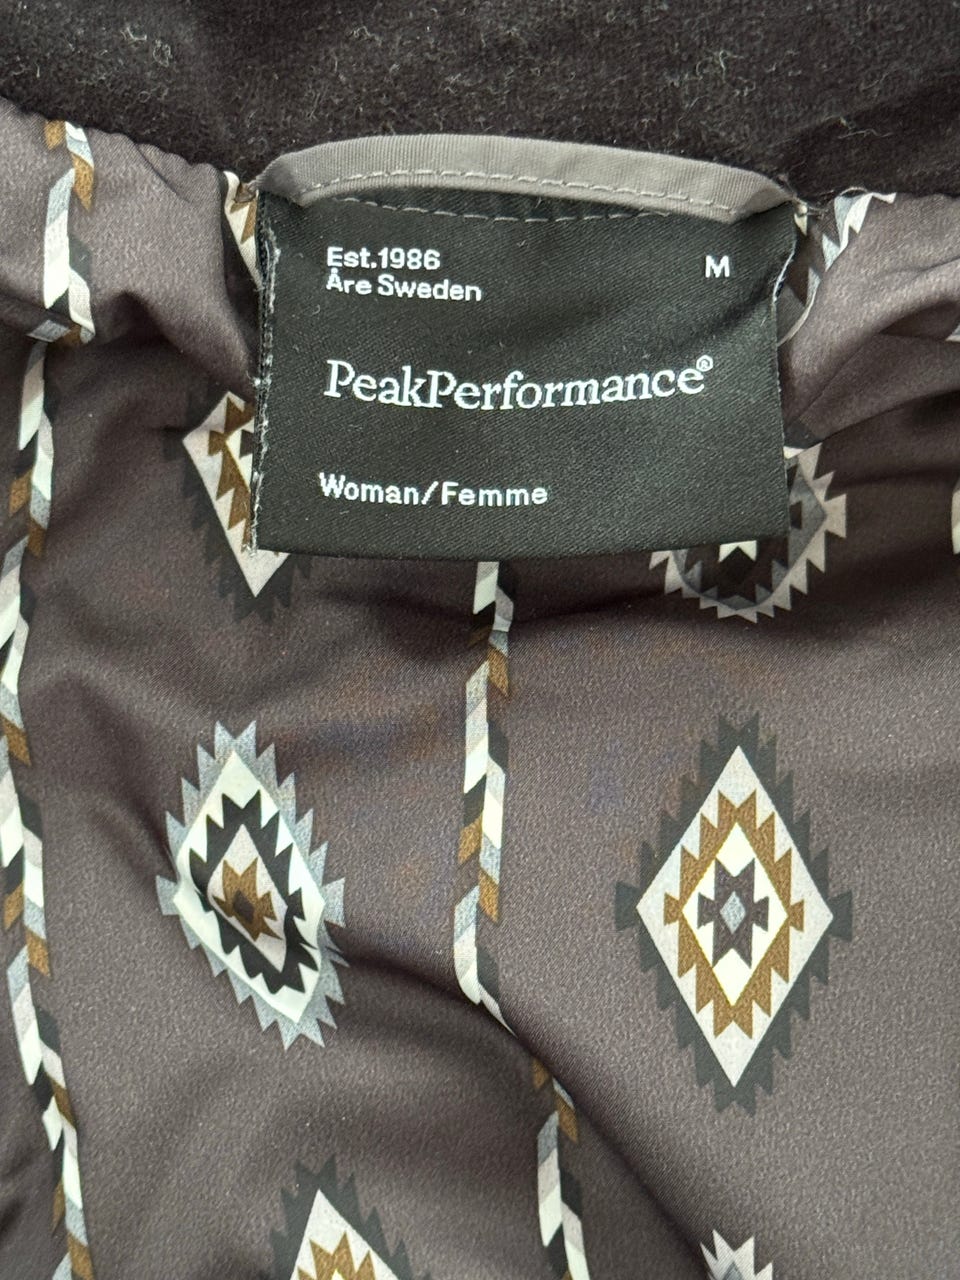 Est.1986
Åre Sweden
M
PeakPerformance®
Woman/Femme